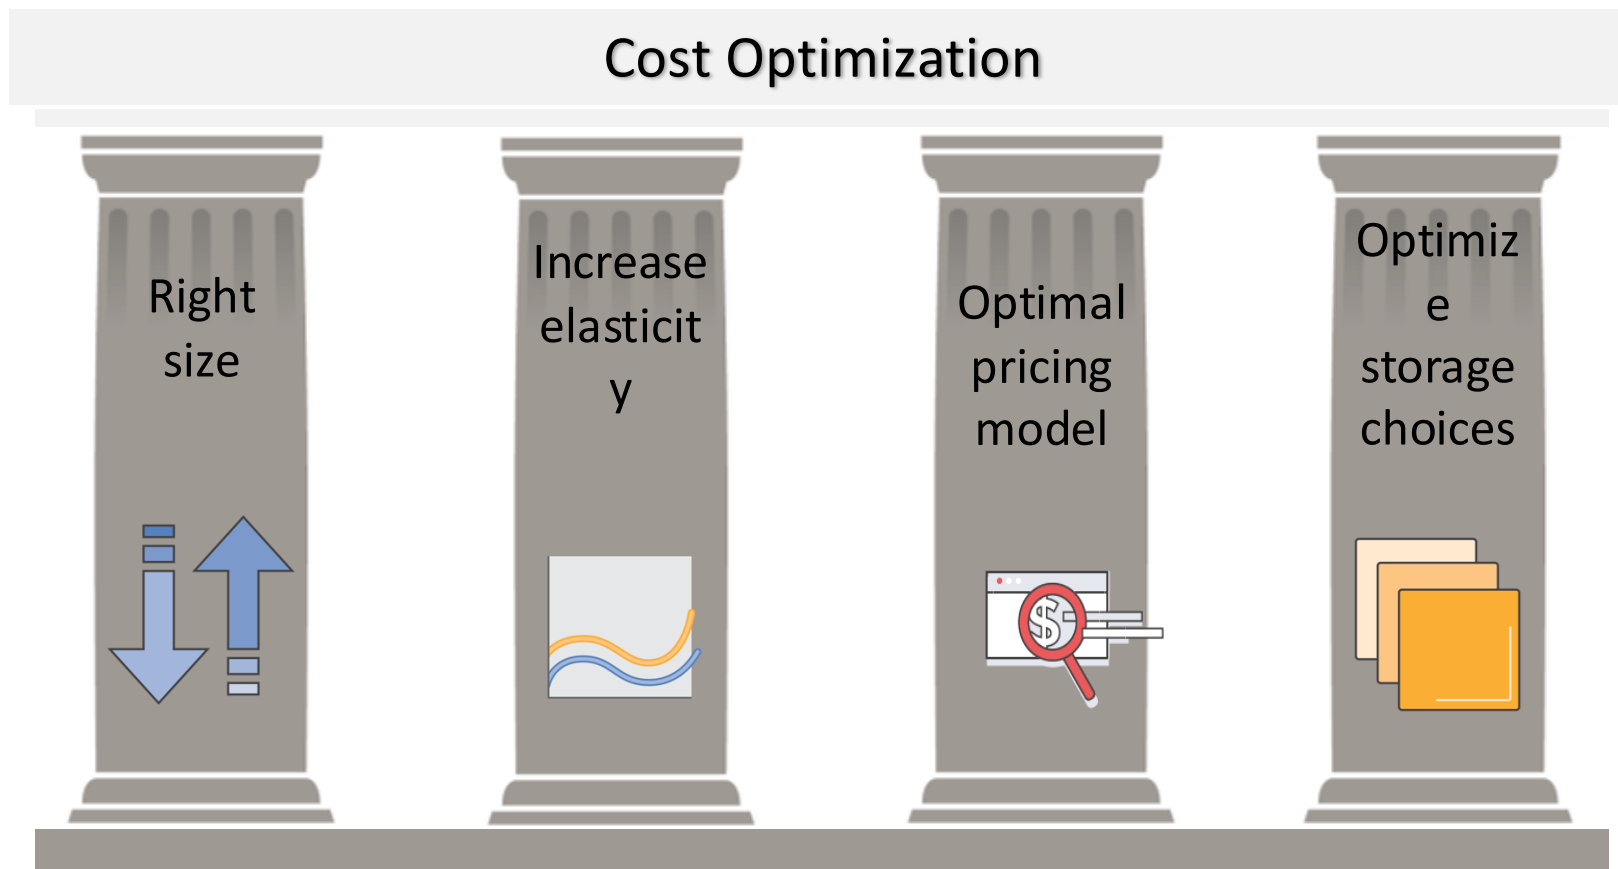 Cost Optimization
Right
size
Increase
elasticit
y
Optimal
pricing
model
Optimiz
e
storage
choices
$